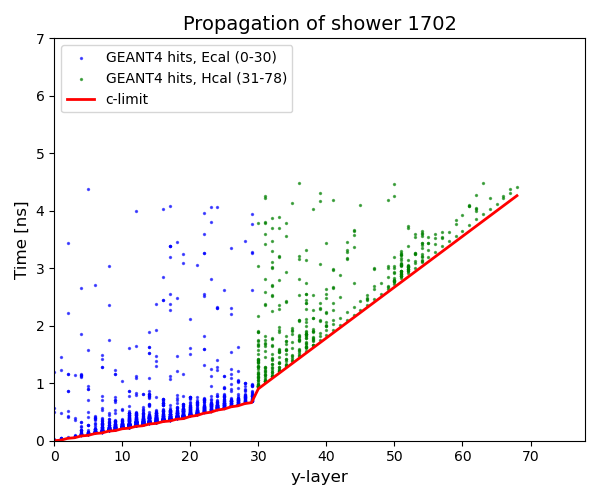 Propagation of shower 1702
7
6
5
4
3
2
1
0
Time [ns]
GEANT4 hits, Ecal (0-30)
GEANT4 hits, Hcal (31-78)
c-limit
0 10 20 30 40 50 60 70
y-layer